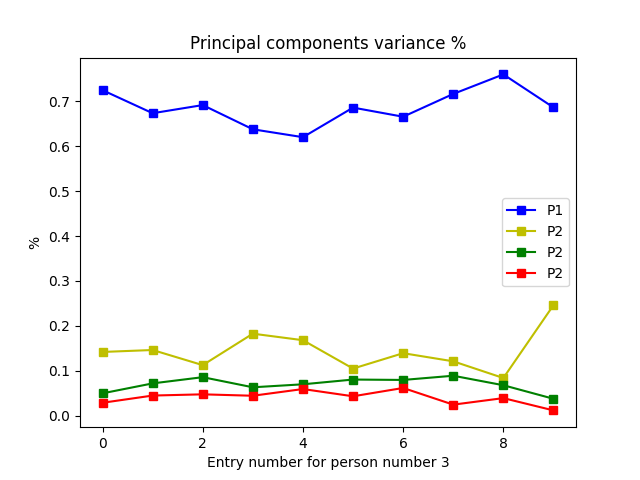 Principal components variance %
0.7
0.6
0.5
0.4
0.3
0.2
0.1
0.0
%
P1
P2
P2
P2
0 2 4 6 8
Entry number for person number 3